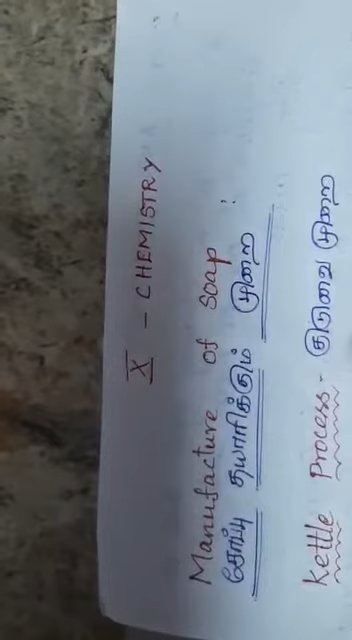 X - CHEMISTRY
Manufacture of Soap :
சோப்பு தயாரிக்கும் முறை
Kettle Process - குடுவை முறை